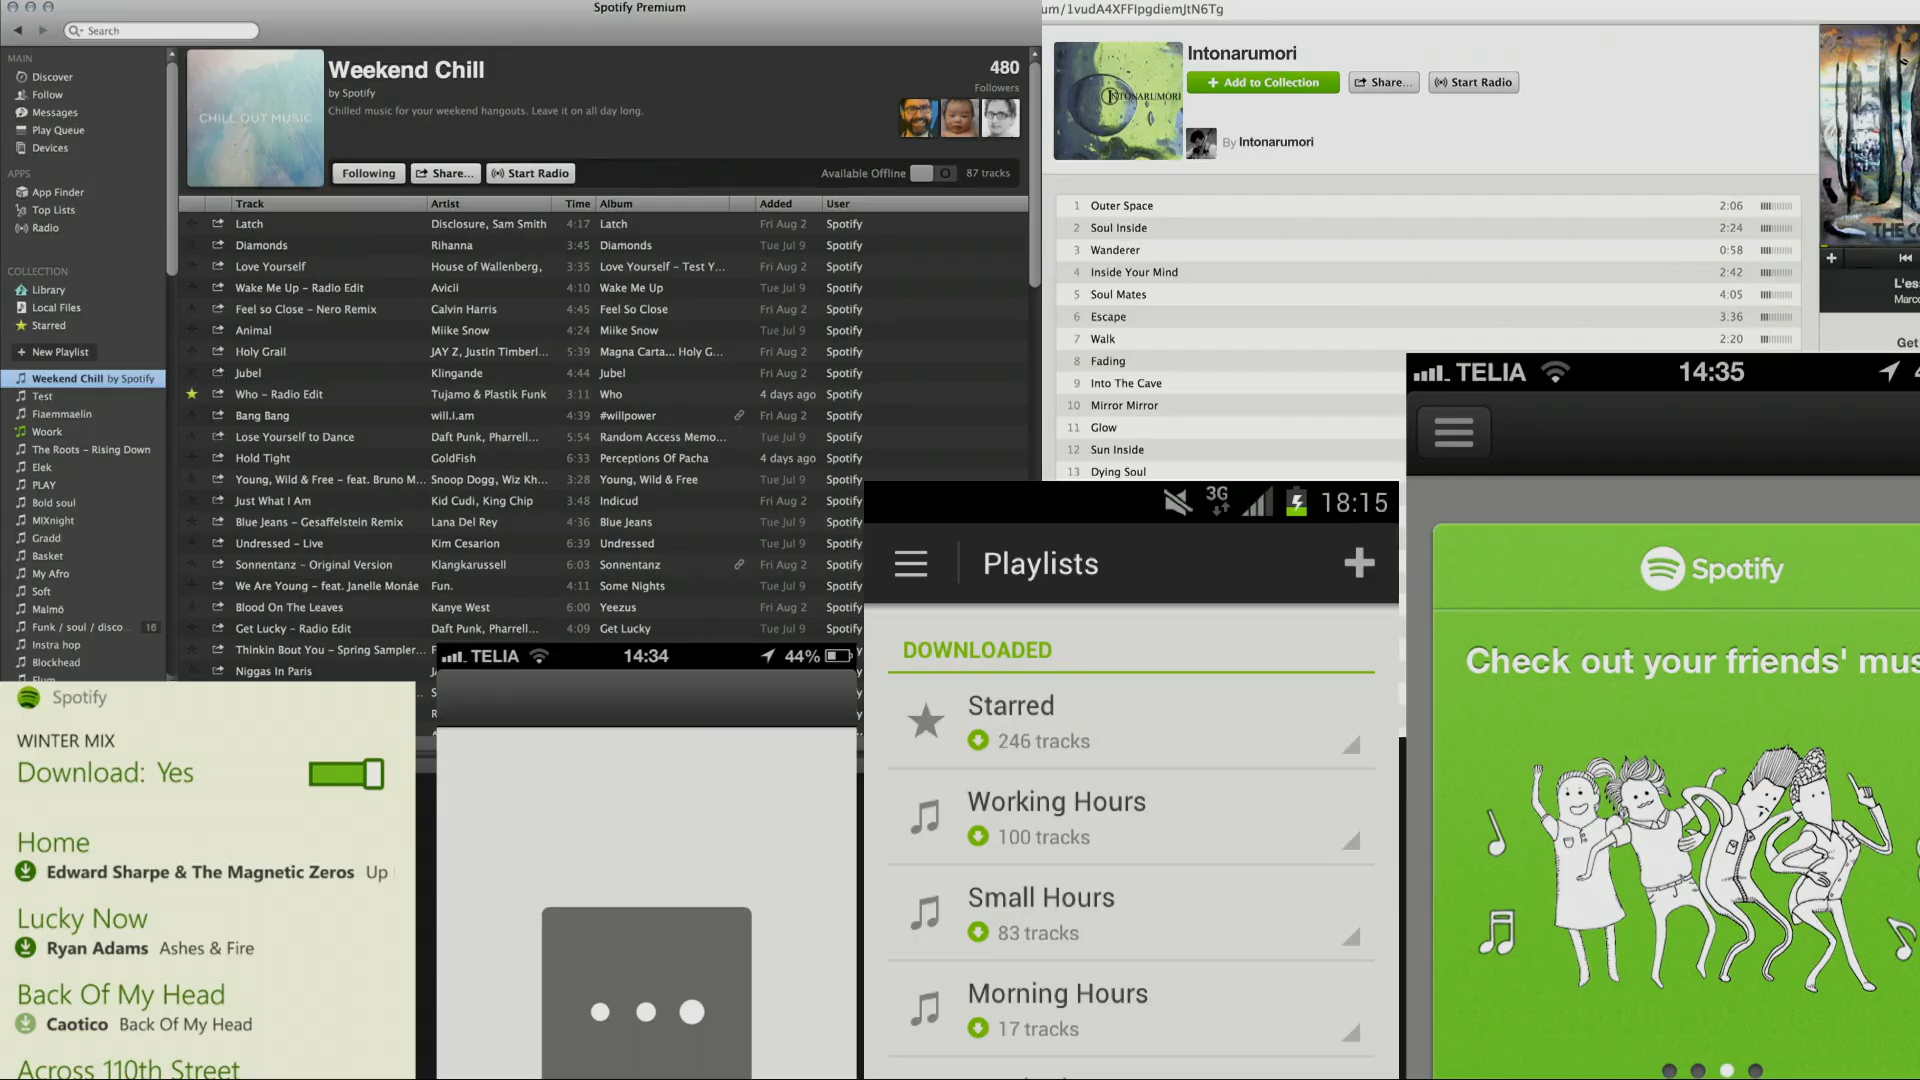 Spotify Premium
Search
MAIN
Discover
Follow
Messages
Play Queue
Devices
APPS
App Finder
Top Lists
Radio
COLLECTION
Library
Local Files
Starred
+ New Playlist
Weekend Chill by Spotify
Test
Fiaemmaelin
Woork
The Roots – Rising Down
Elek
PLAY
Bold soul
MIXnight
Gradd
Basket
My Afro
Soft
Malmö
Funk / soul / disco... 16
Instra hop
Blockhead
CHILL OUT MUSIC
Weekend Chill
by Spotify
Chilled music for your weekend hangouts. Leave it on all day long.
480
Followers
Following Share... Start Radio
Available Offline 87 tracks
Track Artist Time Album Added User
Latch Disclosure, Sam Smith 4:17 Latch Fri Aug 2 Spotify
Diamonds Rihanna 3:45 Diamonds Tue Jul 9 Spotify
Love Yourself House of Wallenberg, 3:35 Love Yourself – Test Y... Fri Aug 2 Spotify
Wake Me Up – Radio Edit Avicii 4:10 Wake Me Up Fri Aug 2 Spotify
Feel so Close – Nero Remix Calvin Harris 4:45 Feel So Close Fri Aug 2 Spotify
Animal Miike Snow 4:24 Miike Snow Tue Jul 9 Spotify
Holy Grail JAY Z, Justin Timberl... 5:39 Magna Carta... Holy G... Fri Aug 2 Spotify
Jubel Klingande 4:44 Jubel Fri Aug 2 Spotify
Who – Radio Edit Tujamo & Plastik Funk 3:11 Who 4 days ago Spotify
Bang Bang will.i.am 4:39 #willpower Fri Aug 2 Spotify
Lose Yourself to Dance Daft Punk, Pharrell... 5:54 Random Access Memo... Fri Aug 2 Spotify
Hold Tight GoldFish 6:33 Perceptions Of Pacha 4 days ago Spotify
Young, Wild & Free – feat. Bruno M... Snoop Dogg, Wiz Kh... 3:28 Young, Wild & Free Tue Jul 9 Spotify
Just What I Am Kid Cudi, King Chip 3:48 Indicud Fri Aug 2 Spotify
Blue Jeans – Gesaffelstein Remix Lana Del Rey 4:36 Blue Jeans Tue Jul 9 Spotify
Undressed – Live Kim Cesarion 6:39 Undressed Tue Jul 9 Spotify
Sonnentanz – Original Version Klangkarussell 6:03 Sonnentanz Fri Aug 2 Spotify
We Are Young – feat. Janelle Monáe Fun. 4:11 Some Nights Tue Jul 9 Spotify
Blood On The Leaves Kanye West 6:00 Yeezus Fri Aug 2 Spotify
Get Lucky – Radio Edit Daft Punk, Pharrell... 4:09 Get Lucky Tue Jul 9 Spotify
Thinkin Bout You – Spring Sampler...
Niggas In Paris
um/1vudA4XFFIpgdiemJtN6Tg
INTONARUMORI
Intonarumori
+ Add to Collection Share... Start Radio
By Intonarumori
1 Outer Space 2:06
2 Soul Inside 2:24
3 Wanderer 0:58
4 Inside Your Mind 2:42
5 Soul Mates 4:05
6 Escape 3:36
7 Walk 2:20
8 Fading
9 Into The Cave
10 Mirror Mirror
11 Glow
12 Sun Inside
13 Dying Soul
THE CO
L'es
Marco
Get
Spotify
WINTER MIX
Download: Yes
Home
Edward Sharpe & The Magnetic Zeros Up
Lucky Now
Ryan Adams Ashes & Fire
Back Of My Head
Caotico Back Of My Head
Across 110th Street
TELIA 14:34 44%
3G 18:15
Playlists +
DOWNLOADED
Starred
246 tracks
Working Hours
100 tracks
Small Hours
83 tracks
Morning Hours
17 tracks
TELIA 14:35
Spotify
Check out your friends' mus